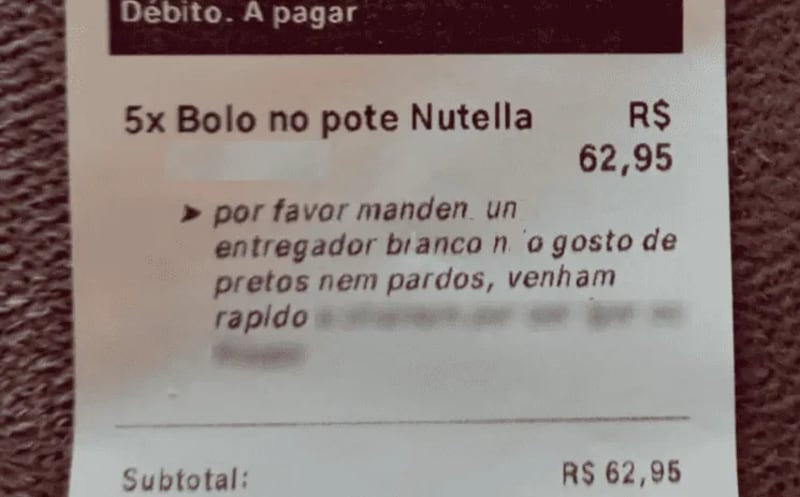 Débito. A pagar
5x Bolo no pote Nutella R$
62,95
➤ por favor manden un
entregador branco n o gosto de
pretos nem pardos, venham
rapido
Subtotal: R$ 62,95